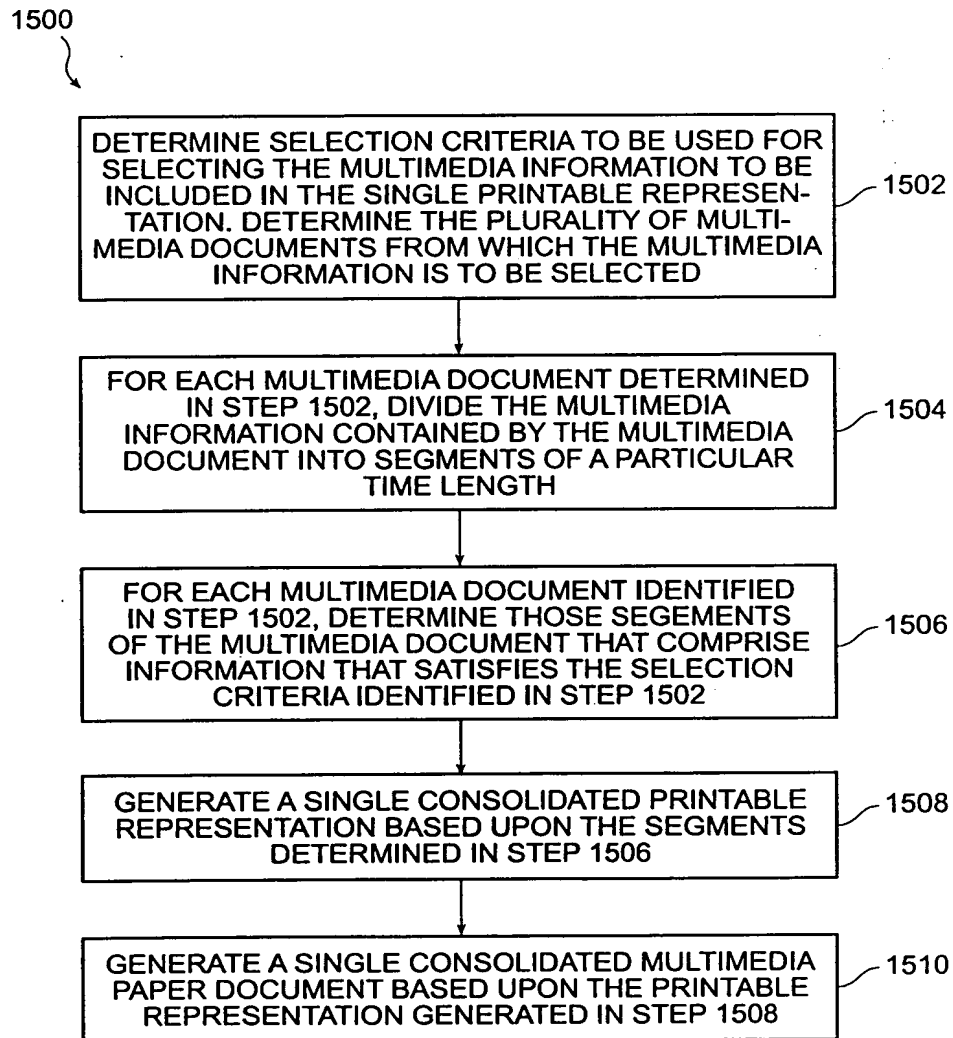 1500
DETERMINE SELECTION CRITERIA TO BE USED FOR
SELECTING THE MULTIMEDIA INFORMATION TO BE
INCLUDED IN THE SINGLE PRINTABLE REPRESEN-
TATION. DETERMINE THE PLURALITY OF MULTI-
MEDIA DOCUMENTS FROM WHICH THE MULTIMEDIA
INFORMATION IS TO BE SELECTED
1502
FOR EACH MULTIMEDIA DOCUMENT DETERMINED
IN STEP 1502, DIVIDE THE MULTIMEDIA
INFORMATION CONTAINED BY THE MULTIMEDIA
DOCUMENT INTO SEGMENTS OF A PARTICULAR
TIME LENGTH
1504
FOR EACH MULTIMEDIA DOCUMENT IDENTIFIED
IN STEP 1502, DETERMINE THOSE SEGEMENTS
OF THE MULTIMEDIA DOCUMENT THAT COMPRISE
INFORMATION THAT SATISFIES THE SELECTION
CRITERIA IDENTIFIED IN STEP 1502
1506
GENERATE A SINGLE CONSOLIDATED PRINTABLE
REPRESENTATION BASED UPON THE SEGMENTS
DETERMINED IN STEP 1506
1508
GENERATE A SINGLE CONSOLIDATED MULTIMEDIA
PAPER DOCUMENT BASED UPON THE PRINTABLE
REPRESENTATION GENERATED IN STEP 1508
1510